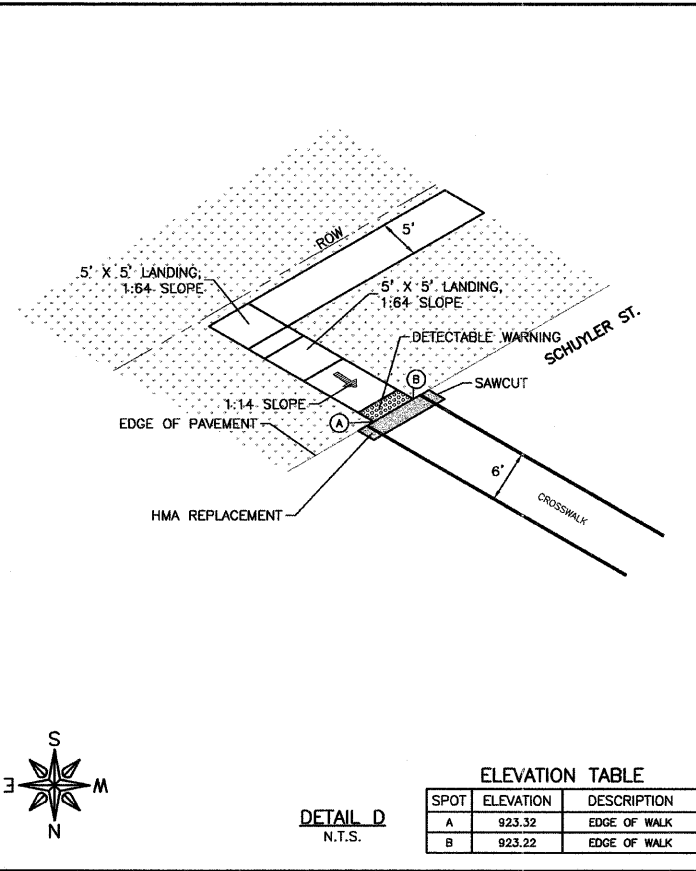 ROW
5'
5' X 5' LANDING,
1:64 SLOPE
5' X 5' LANDING,
1:64 SLOPE
DETECTABLE WARNING
SCHUYLER ST.
B
SAWCUT
1:14 SLOPE
A
EDGE OF PAVEMENT
6'
CROSSWALK
HMA REPLACEMENT
S
E
W
N
DETAIL D
N.T.S.
ELEVATION TABLE
SPOT ELEVATION DESCRIPTION
A 923.32 EDGE OF WALK
B 923.22 EDGE OF WALK